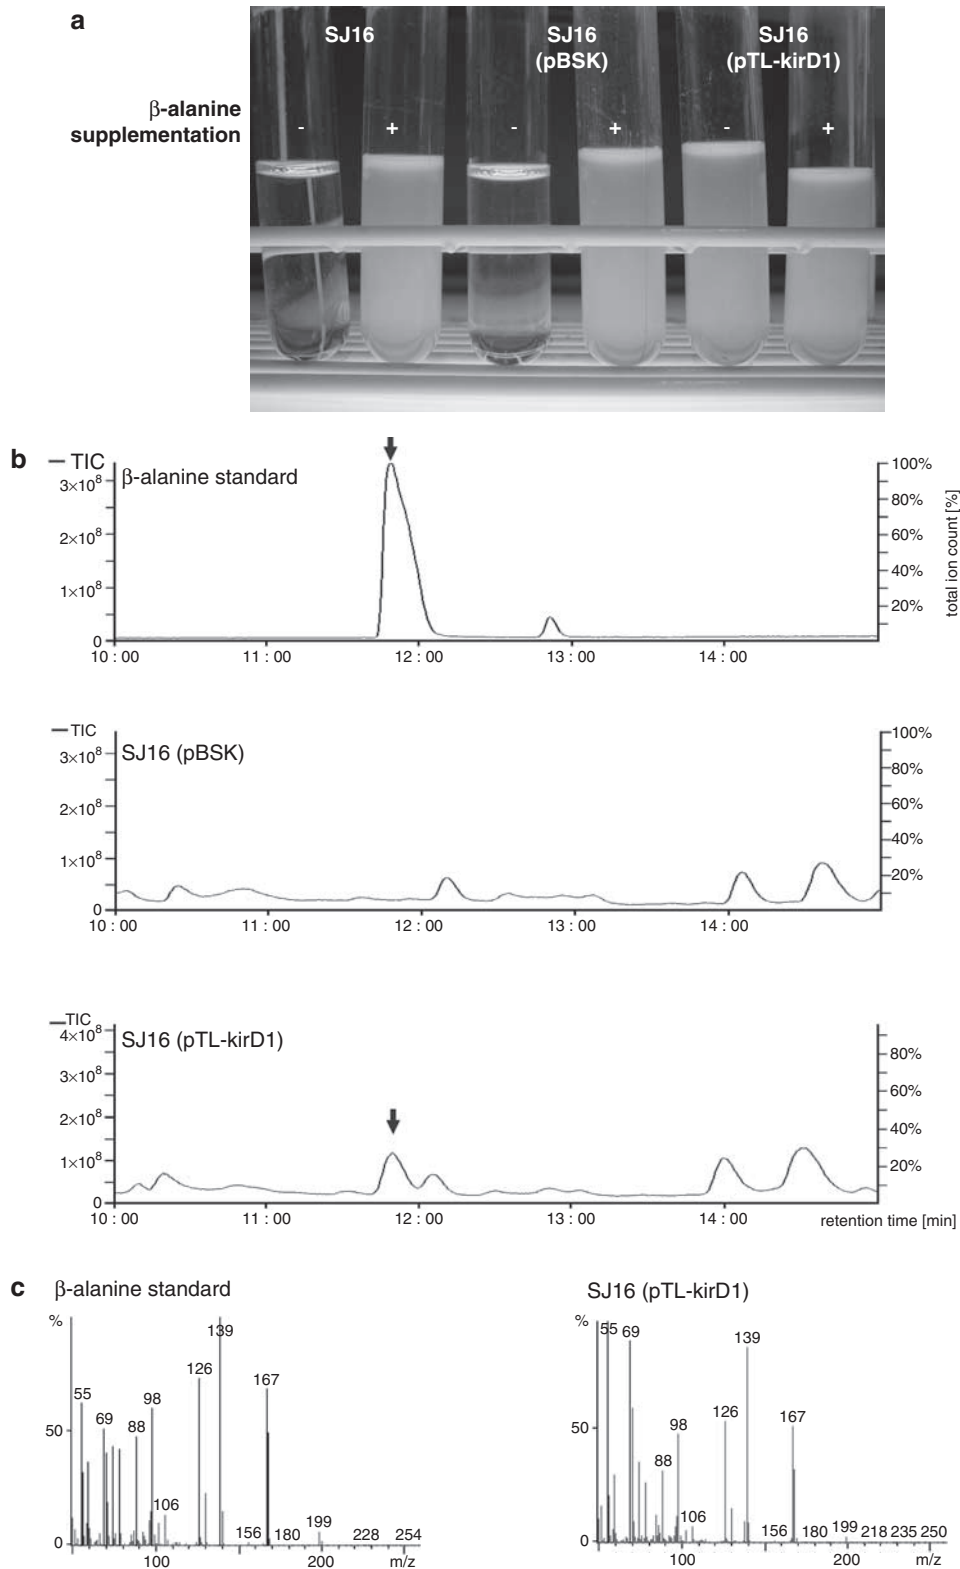 a
SJ16 SJ16 SJ16
(pBSK) (pTL-kirD1)
β-alanine
supplementation
- + - + - +
b
TIC
β-alanine standard
3×10⁸
2×10⁸
1×10⁸
0
100%
80%
60%
40%
20%
total ion count [%]
10 : 00 11 : 00 12 : 00 13 : 00 14 : 00
TIC
SJ16 (pBSK)
3×10⁸
2×10⁸
1×10⁸
0
100%
80%
60%
40%
20%
10 : 00 11 : 00 12 : 00 13 : 00 14 : 00
TIC
SJ16 (pTL-kirD1)
4×10⁸
3×10⁸
2×10⁸
1×10⁸
0
80%
60%
40%
20%
10 : 00 11 : 00 12 : 00 13 : 00 14 : 00 retention time [min]
c
β-alanine standard
%
50
0
55 69 88 98 106 126 139 156 167 180 199 228 254
100 200 m/z
SJ16 (pTL-kirD1)
%
50
0
55 69 88 98 106 126 139 156 167 180 199 218 235 250
100 200 m/z